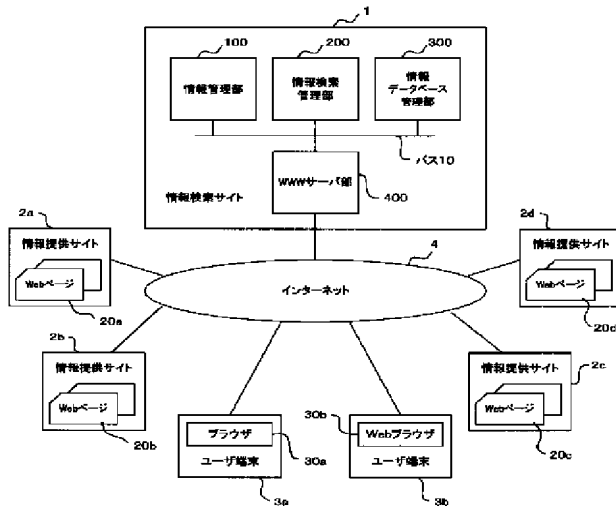 1
100
200
300
情報管理部
情報検索
管理部
情報
データベース
管理部
バス10
WWWサーバ部
400
情報検索サイト
2a
情報提供サイト
Webページ
20a
4
インターネット
2d
情報提供サイト
Webページ
20d
2b
情報提供サイト
Webページ
20b
2c
情報提供サイト
Webページ
20c
ブラウザ
30a
ユーザ端末
3a
30b
Webブラウザ
ユーザ端末
3b